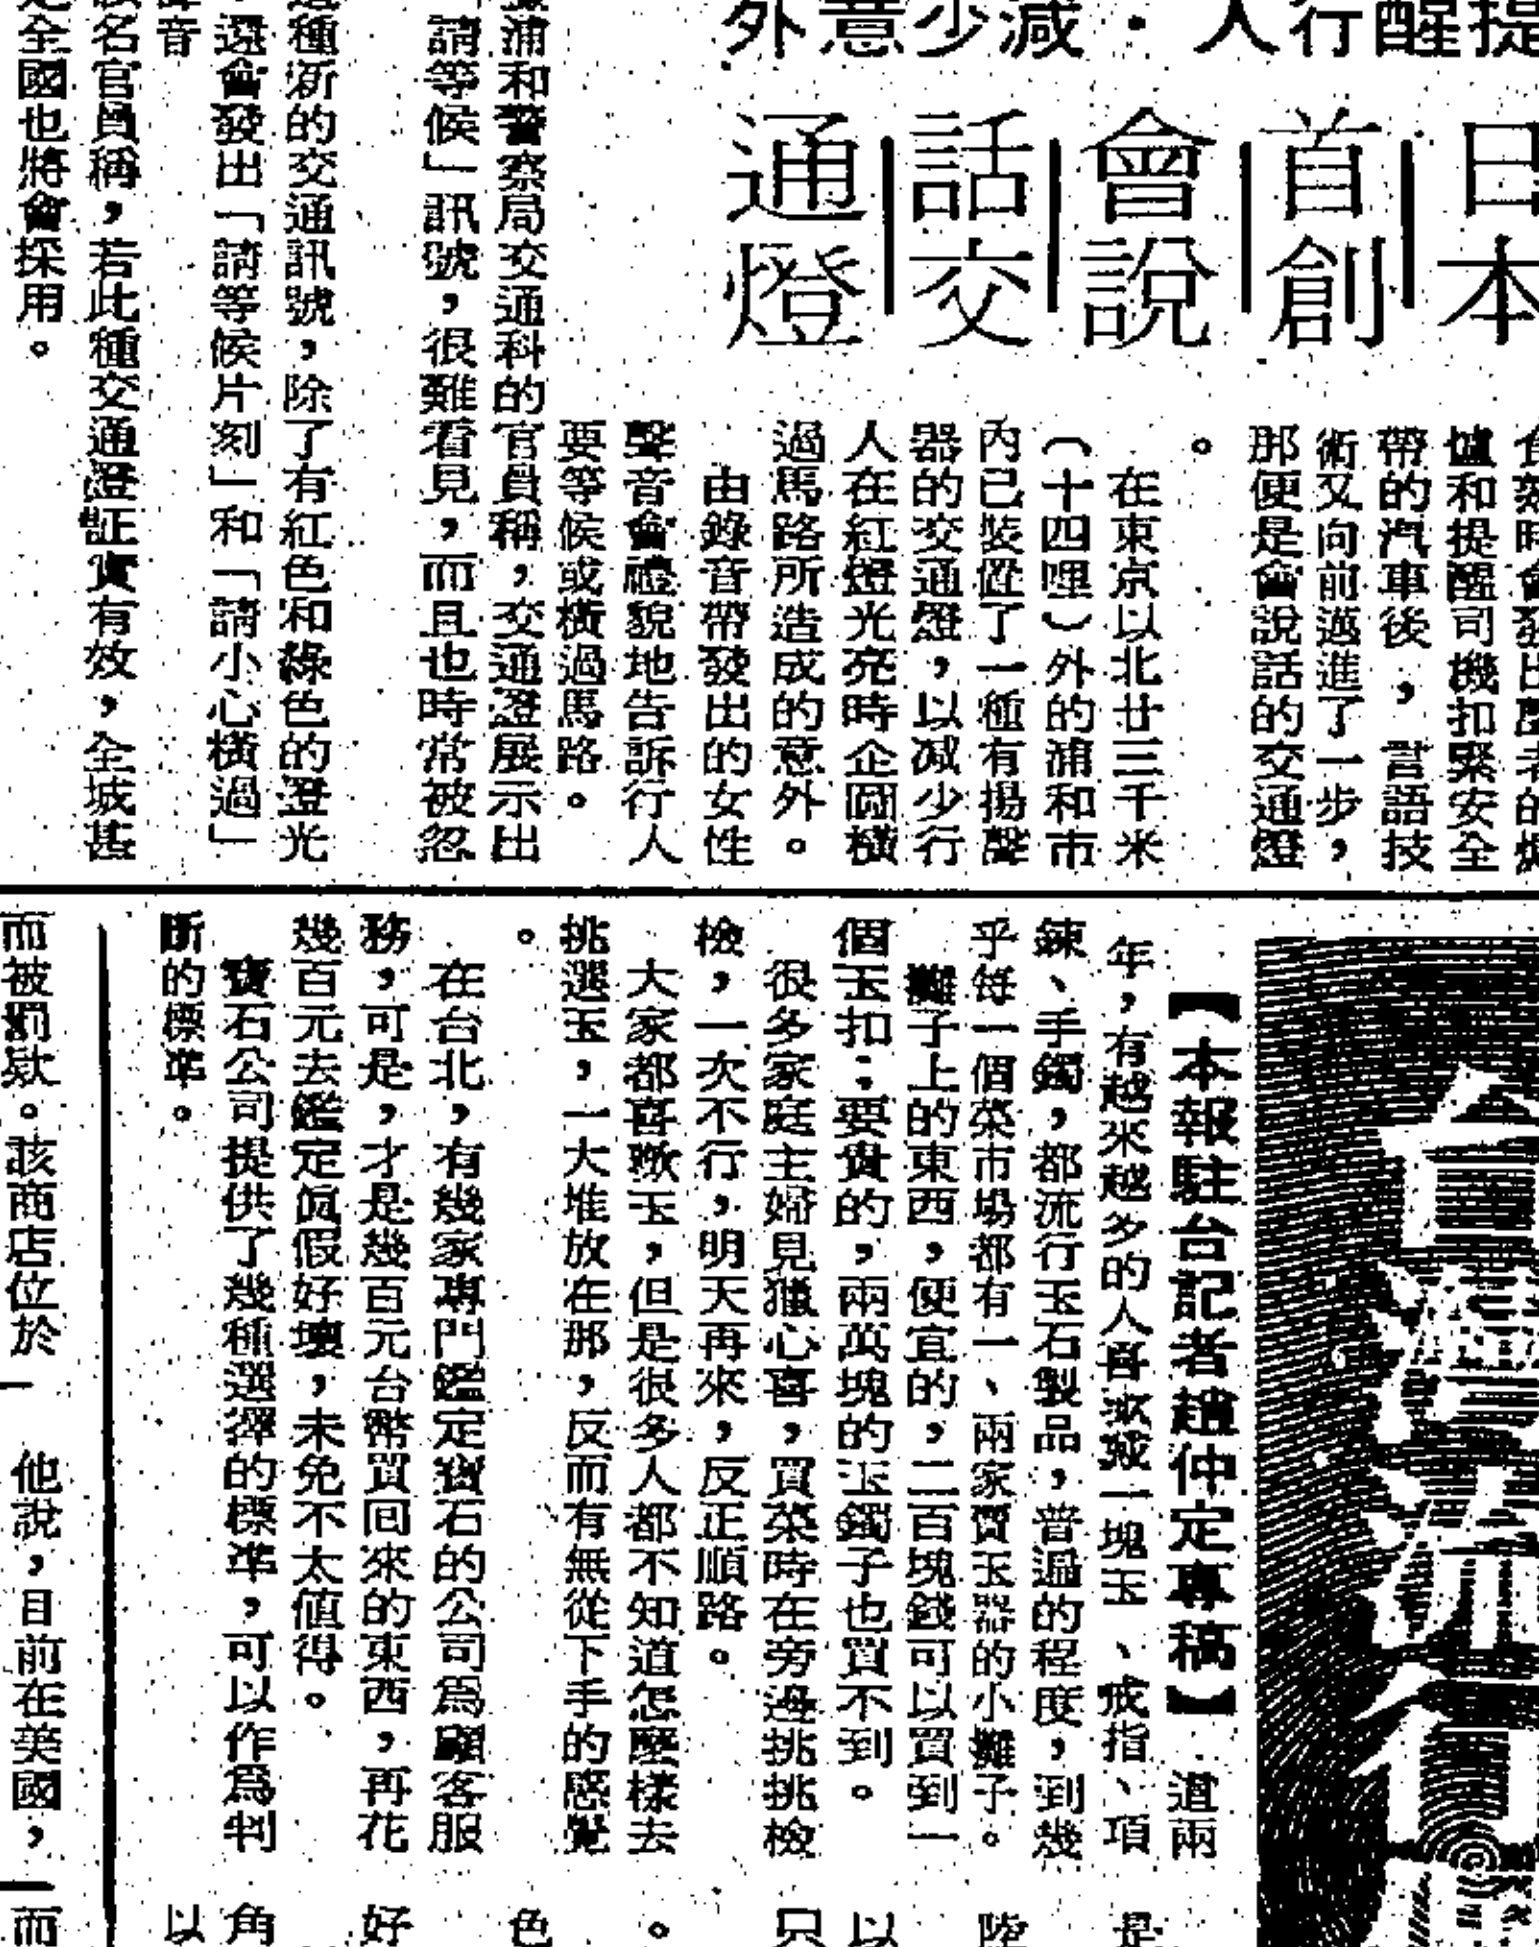 提醒行人・減少意外
日本
首創
會說
話交
通燈
爐和提醒司機扣緊安全
帶的汽車後，言語技
術又向前邁進了一步，
那便是會說話的交通燈
。
在東京以北廿三千米
（十四哩）外的浦和市
內已裝置了一種有揚聲
器的交通燈，以減少行
人在紅燈光亮時企圖橫
過馬路所造成的意外。
由錄音帶發出的女性
聲音會禮貌地告訴行人
要等候或橫過馬路。
浦和警察局交通科的官員稱，交通燈展示出
「請等候」訊號，很難看見，而且也時常被忽
種新的交通訊號，除了有紅色和綠色的燈光
，還會發出「請等候片刻」和「請小心橫過」
音
名官員稱，若此種交通燈証實有效，全城甚
全國也將會採用。
台灣流行
【本報駐台記者趙仲定專稿】這兩
年，有越來越多的人喜歡戴一塊玉、戒指、項
鍊、手鐲，都流行玉石製品，普遍的程度，到幾
乎每一個菜市場都有一、兩家賣玉器的小攤子。
攤子上的東西，便宜的，二百塊錢可以買到一
個玉扣；要貴的，兩萬塊的玉鐲子也買不到。
很多家庭主婦見獵心喜，買菜時在旁邊挑挑檢
檢，一次不行，明天再來，反正順路。
大家都喜歡玉，但是很多人都不知道怎麼樣去
挑選玉，一大堆放在那，反而有無從下手的感覺
。
在台北，有幾家專門鑑定寶石的公司為顧客服
務，可是，才是幾百元台幣買回來的東西，再花
幾百元去鑑定眞假好壞，未免不太值得。
寶石公司提供了幾種選擇的標準，可以作為判
斷的標準。
而被罰欵。該商店位於
他說，目前在美國，
是
陸
以
只
。
色
好
角
以
而